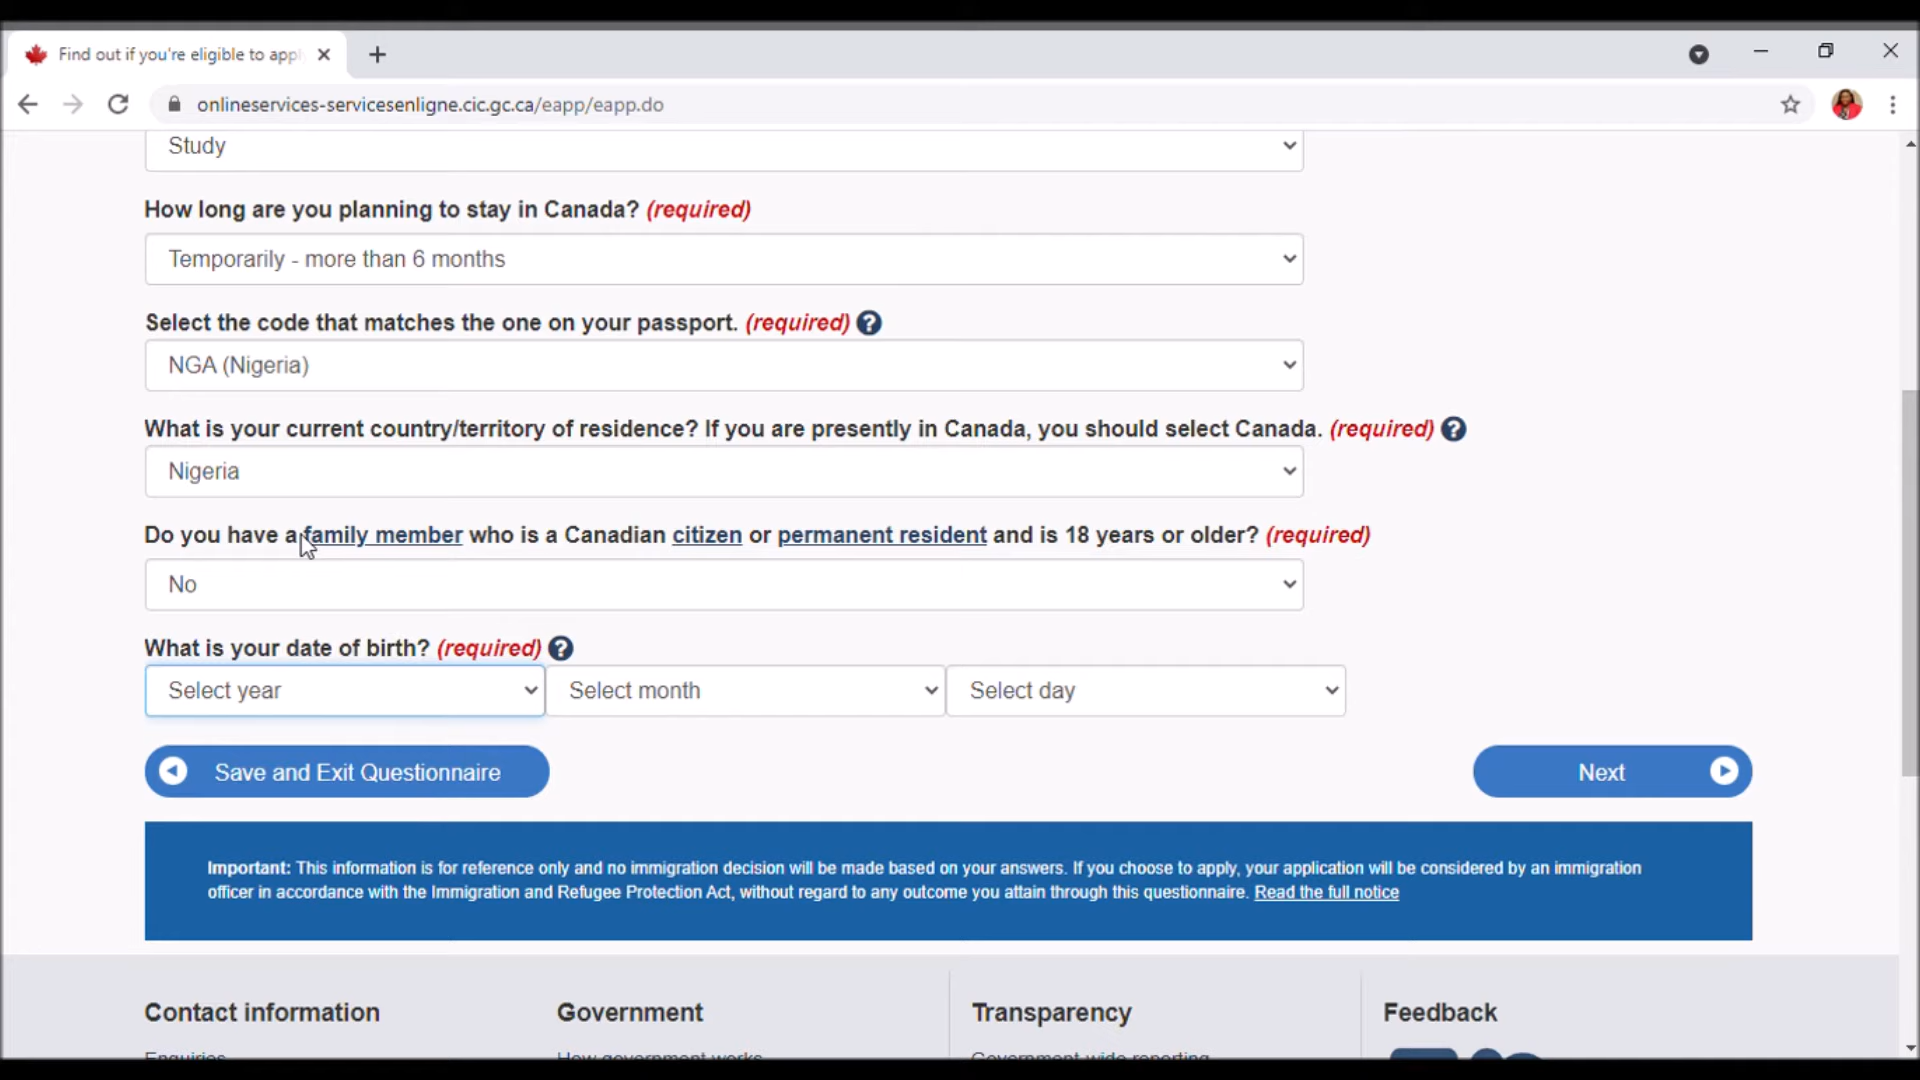 Find out if you're eligible to app
onlineservices-servicesenligne.cic.gc.ca/eapp/eapp.do
Study
How long are you planning to stay in Canada? (required)
Temporarily - more than 6 months
Select the code that matches the one on your passport. (required) ?
NGA (Nigeria)
What is your current country/territory of residence? If you are presently in Canada, you should select Canada. (required) ?
Nigeria
Do you have a family member who is a Canadian citizen or permanent resident and is 18 years or older? (required)
No
What is your date of birth? (required) ?
Select year Select month Select day
Save and Exit Questionnaire Next
Important: This information is for reference only and no immigration decision will be made based on your answers. If you choose to apply, your application will be considered by an immigration
officer in accordance with the Immigration and Refugee Protection Act, without regard to any outcome you attain through this questionnaire. Read the full notice
Contact information Government Transparency Feedback
Enquiries How government works Government-wide reporting